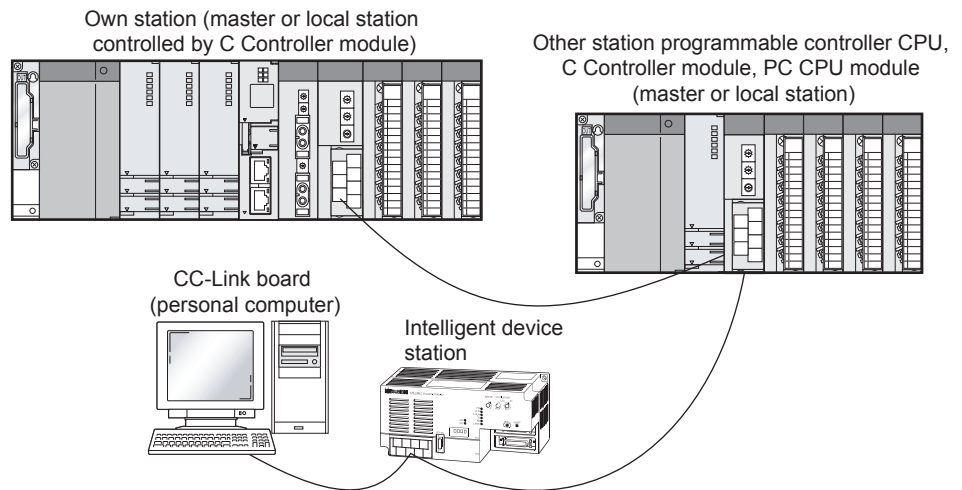 Own station (master or local station
controlled by C Controller module)
Other station programmable controller CPU,
C Controller module, PC CPU module
(master or local station)
CC-Link board
(personal computer)
Intelligent device
station